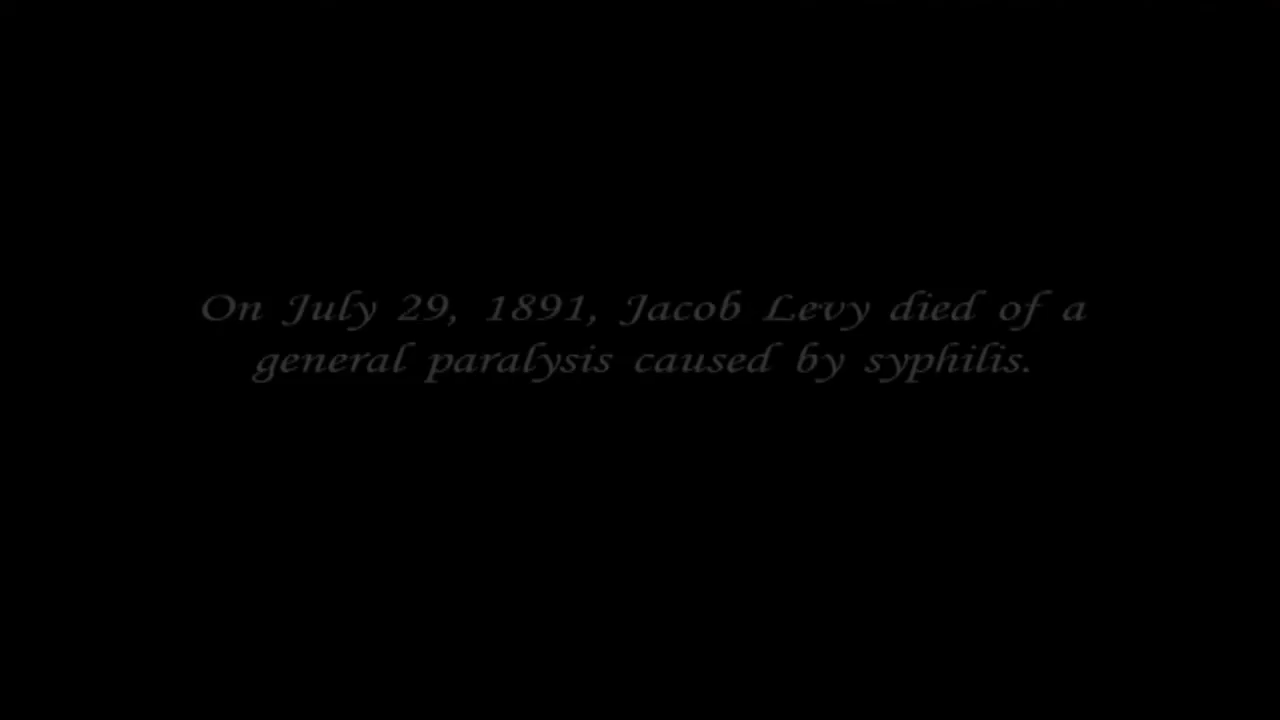 On July 29, 1891, Jacob Levy died of a
general paralysis caused by syphilis.